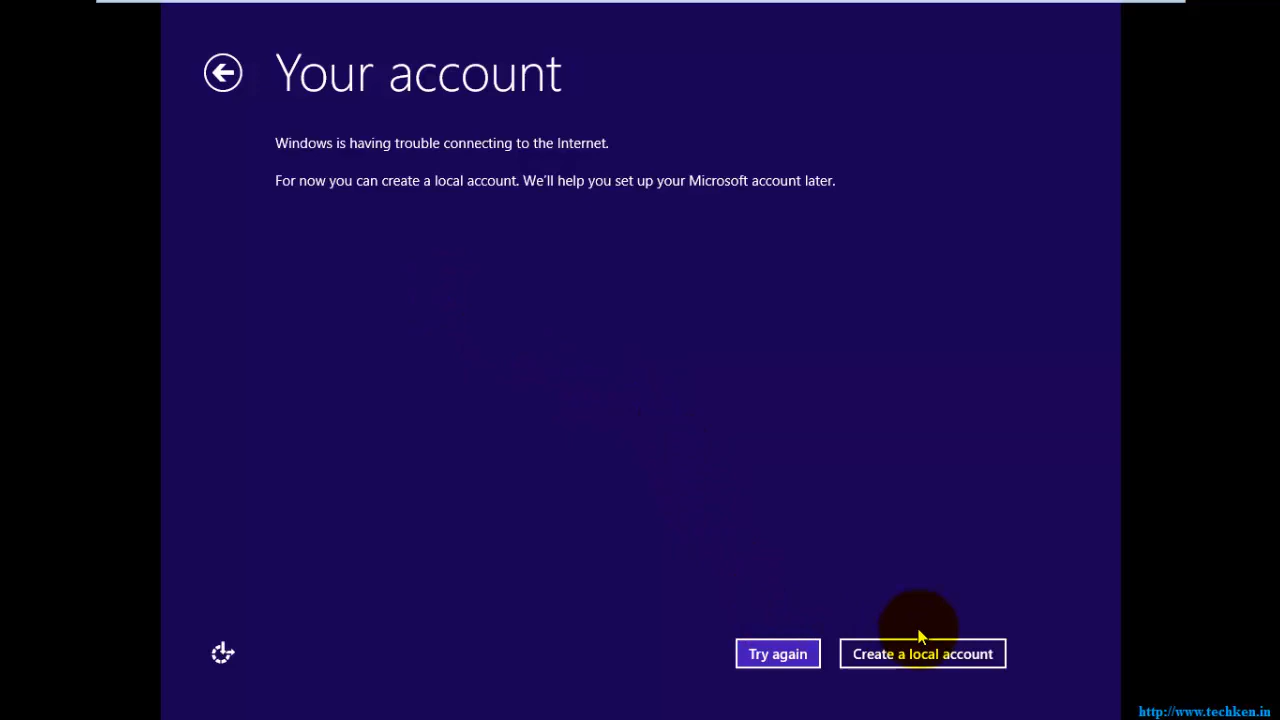 Your account
Windows is having trouble connecting to the Internet.
For now you can create a local account. We'll help you set up your Microsoft account later.
Try again
Create a local account
http://www.techken.in